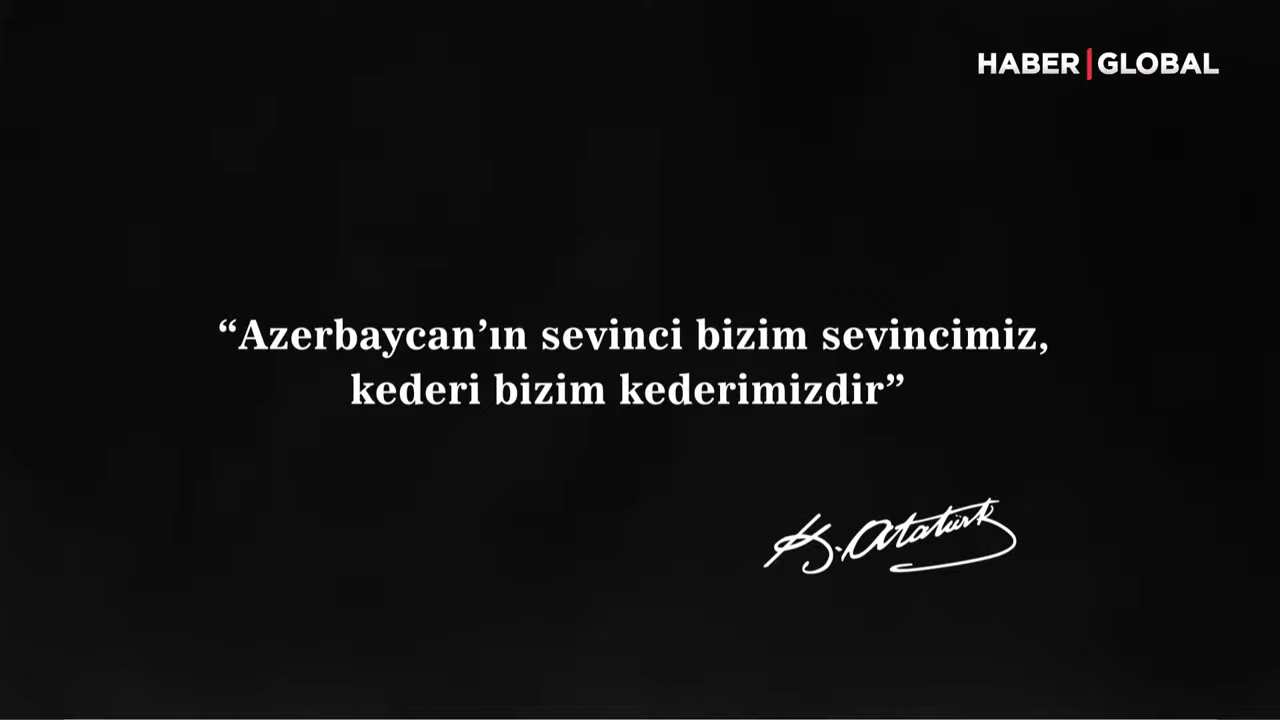 HABER|GLOBAL
“Azerbaycan’ın sevinci bizim sevincimiz,
kederi bizim kederimizdir”
K. Atatürk